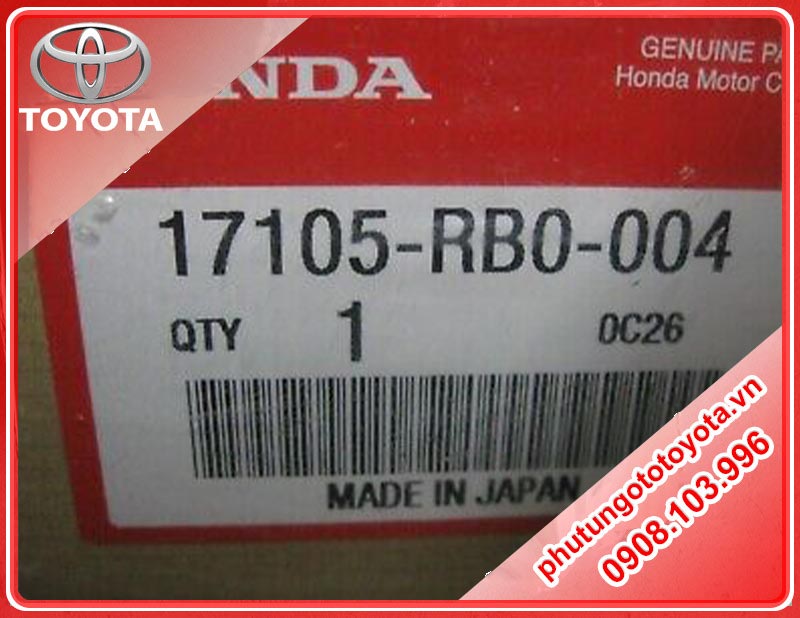 TOYOTA
NDA
GENUINE PA
Honda Motor C
17105-RB0-004
QTY 1 0C26
MADE IN JAPAN
phutungototoyota.vn
0908.103.996